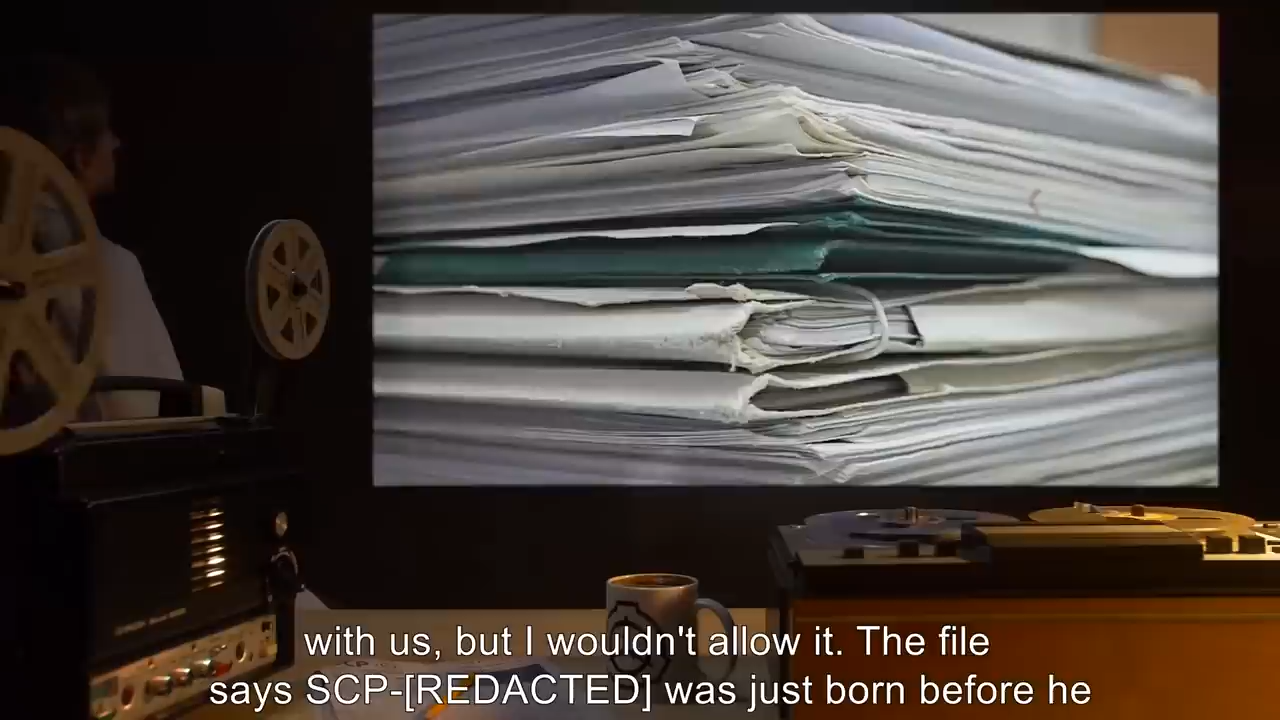 with us, but I wouldn't allow it. The file
says SCP-[REDACTED] was just born before he